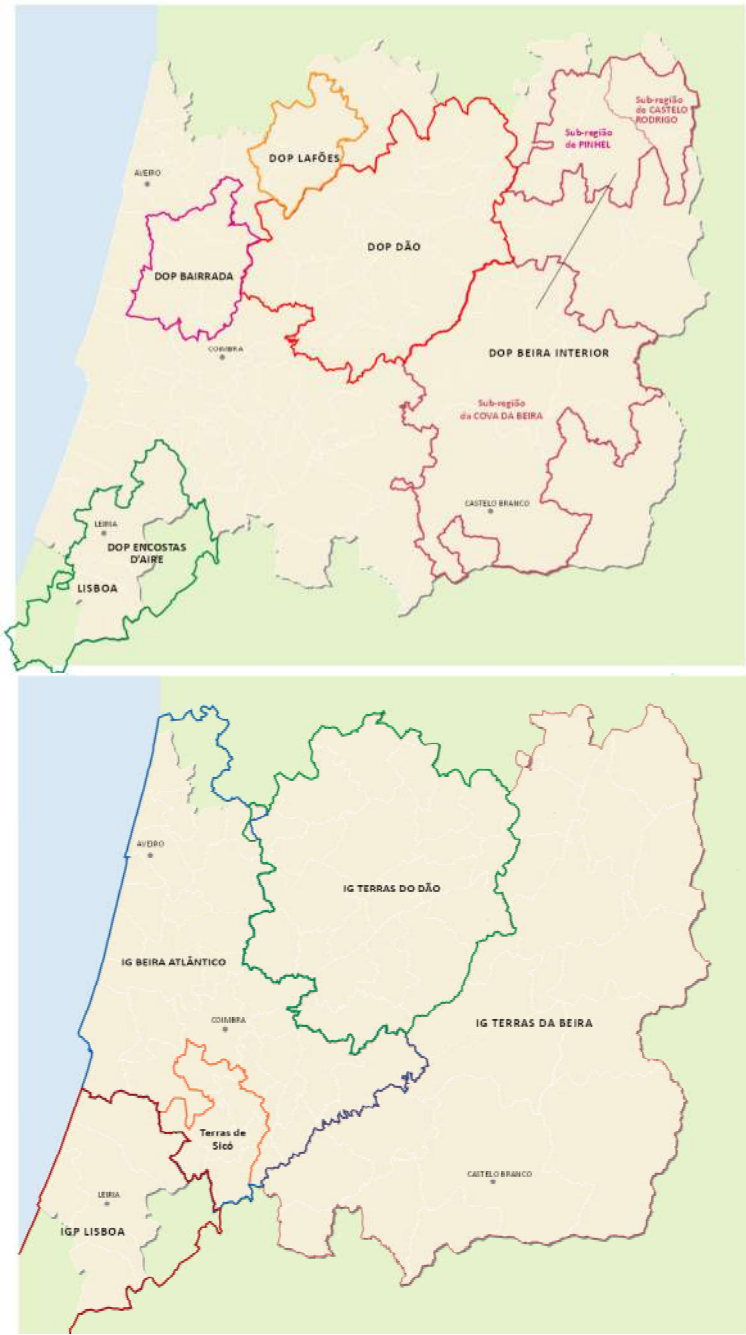 Sub-região
de CASTELO
RODRIGO
Sub-região
de PINHEL
DOP LAFÕES
AVEIRO
DOP DÃO
DOP BAIRRADA
COIMBRA
DOP BEIRA INTERIOR
Sub-região
da COVA DA BEIRA
CASTELO BRANCO
LEIRIA
DOP ENCOSTAS
D'AIRE
LISBOA
AVEIRO
IG TERRAS DO DÃO
IG BEIRA ATLÂNTICO
COIMBRA
IG TERRAS DA BEIRA
Terras de
Sicó
CASTELO BRANCO
LEIRIA
IGP LISBOA